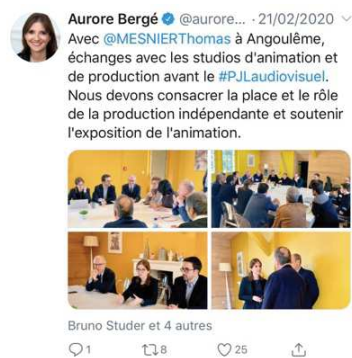 Aurore Bergé @aurore... · 21/02/2020
Avec @MESNIERThomas à Angoulême,
échanges avec les studios d'animation et
de production avant le #PJLaudiovisuel.
Nous devons consacrer la place et le rôle
de la production indépendante et soutenir
l'exposition de l'animation.
Bruno Studer et 4 autres
1 8 25